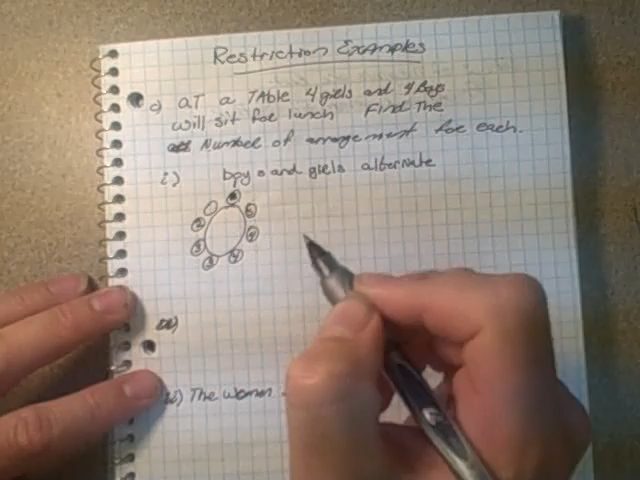 Restriction Examples
c) aT a TAble 4 girls and 4 Boys
will sit for lunch Find The
Number of arrangement for each.
i) boys and girls alternate
iii) The women